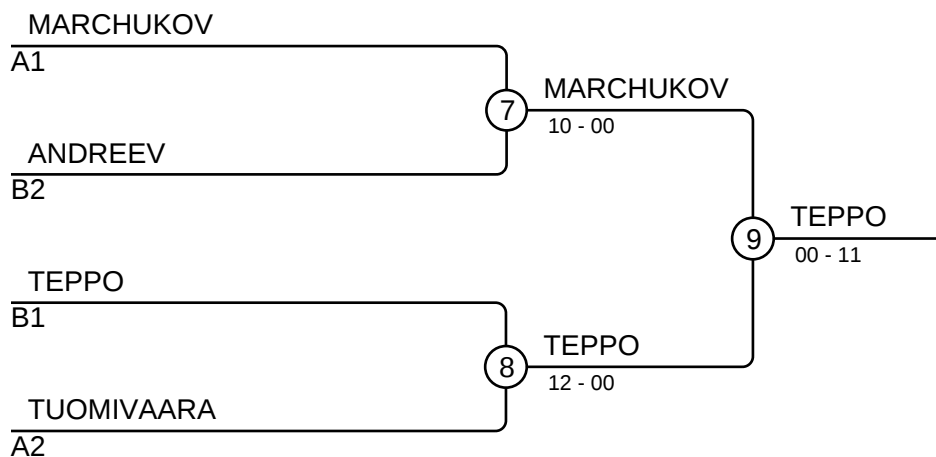 MARCHUKOV
A1
7
MARCHUKOV
10 - 00
ANDREEV
B2
9
TEPPO
00 - 11
TEPPO
B1
8
TEPPO
12 - 00
TUOMIVAARA
A2